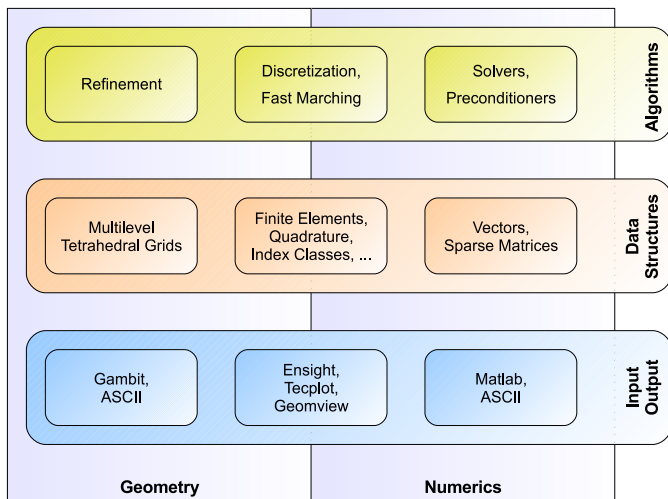 Refinement
Discretization,
Fast Marching
Solvers,
Preconditioners
Algorithms
Multilevel
Tetrahedral Grids
Finite Elements,
Quadrature,
Index Classes, ...
Vectors,
Sparse Matrices
Data
Structures
Gambit,
ASCII
Ensight,
Tecplot,
Geomview
Matlab,
ASCII
Input
Output
Geometry
Numerics